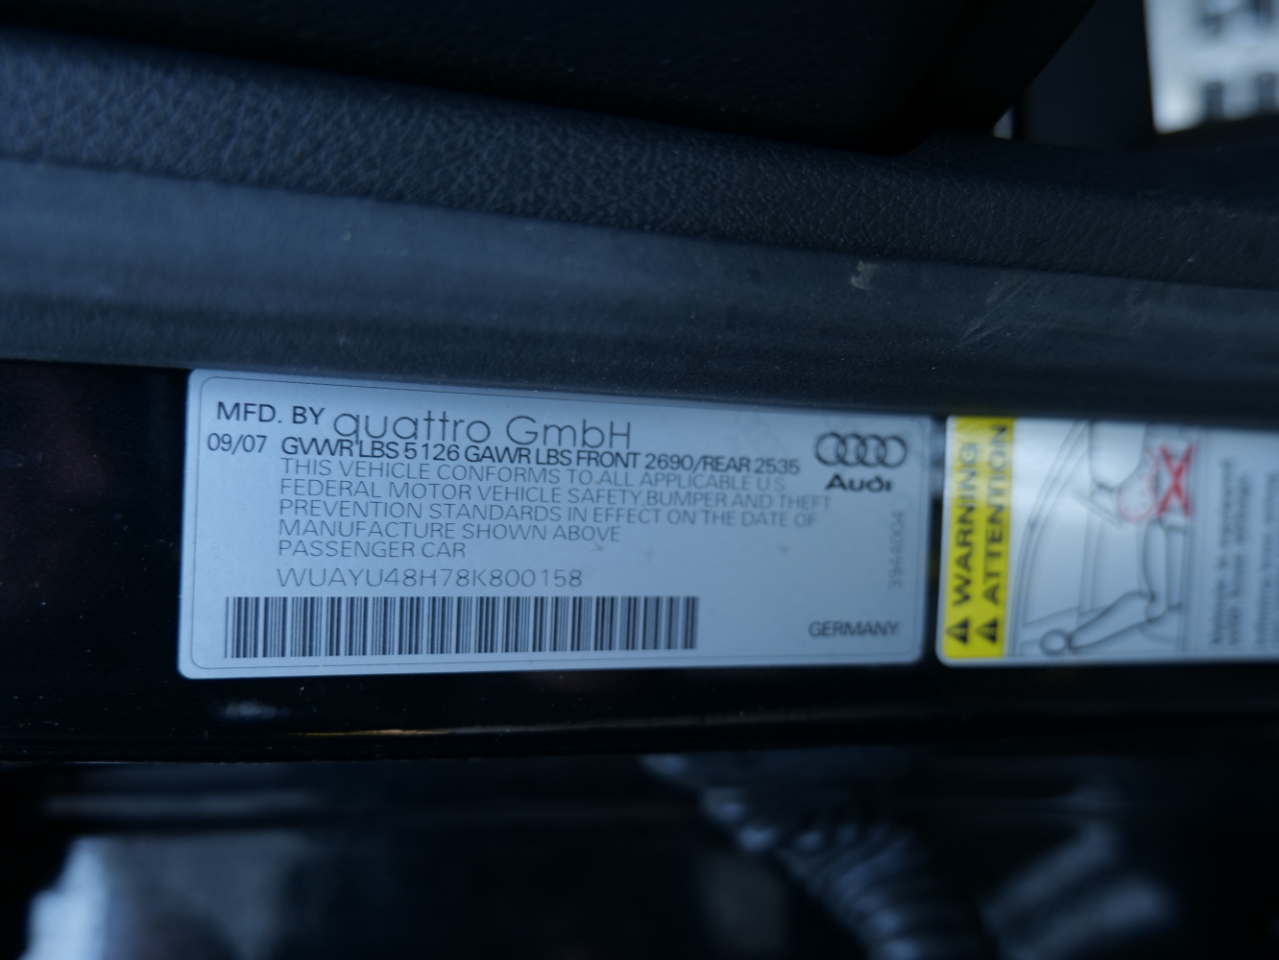 MFD. BY quattro GmbH
09/07 GVWR LBS 5126 GAWR LBS FRONT 2690/REAR 2535
THIS VEHICLE CONFORMS TO ALL APPLICABLE U.S.
FEDERAL MOTOR VEHICLE SAFETY, BUMPER AND THEFT
PREVENTION STANDARDS IN EFFECT ON THE DATE OF
MANUFACTURE SHOWN ABOVE
PASSENGER CAR
WUAYU48H78K800158
Audi
3944004
GERMANY
WARNING
ATTENTION